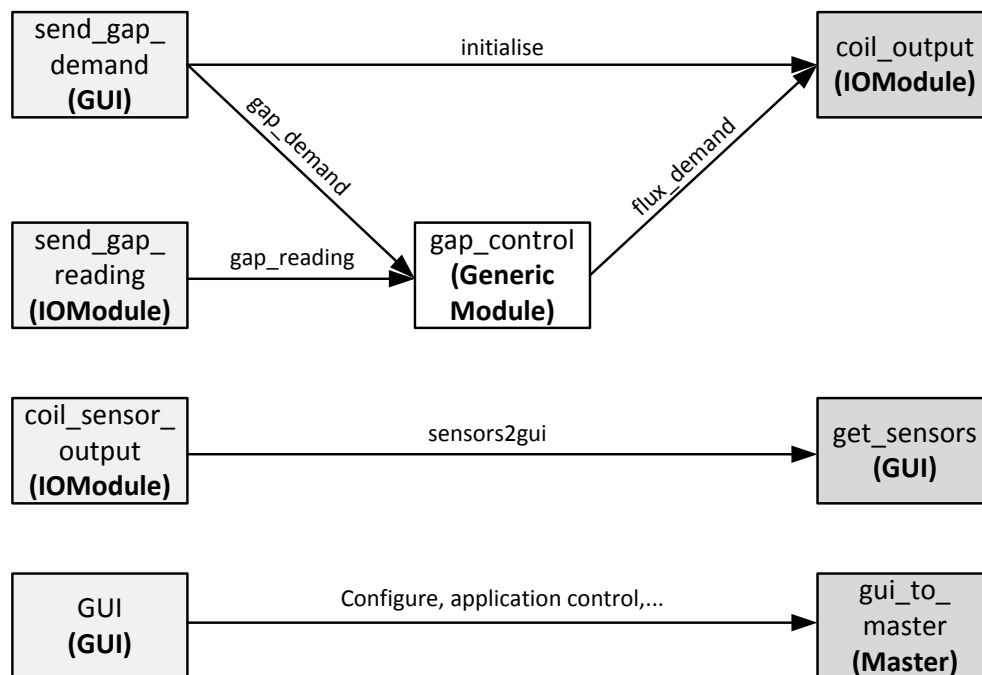 send_gap_
demand
(GUI)
initialise
coil_output
(IOModule)
gap_demand
flux_demand
send_gap_
reading
(IOModule)
gap_reading
gap_control
(Generic
Module)
coil_sensor_
output
(IOModule)
sensors2gui
get_sensors
(GUI)
GUI
(GUI)
Configure, application control,...
gui_to_
master
(Master)